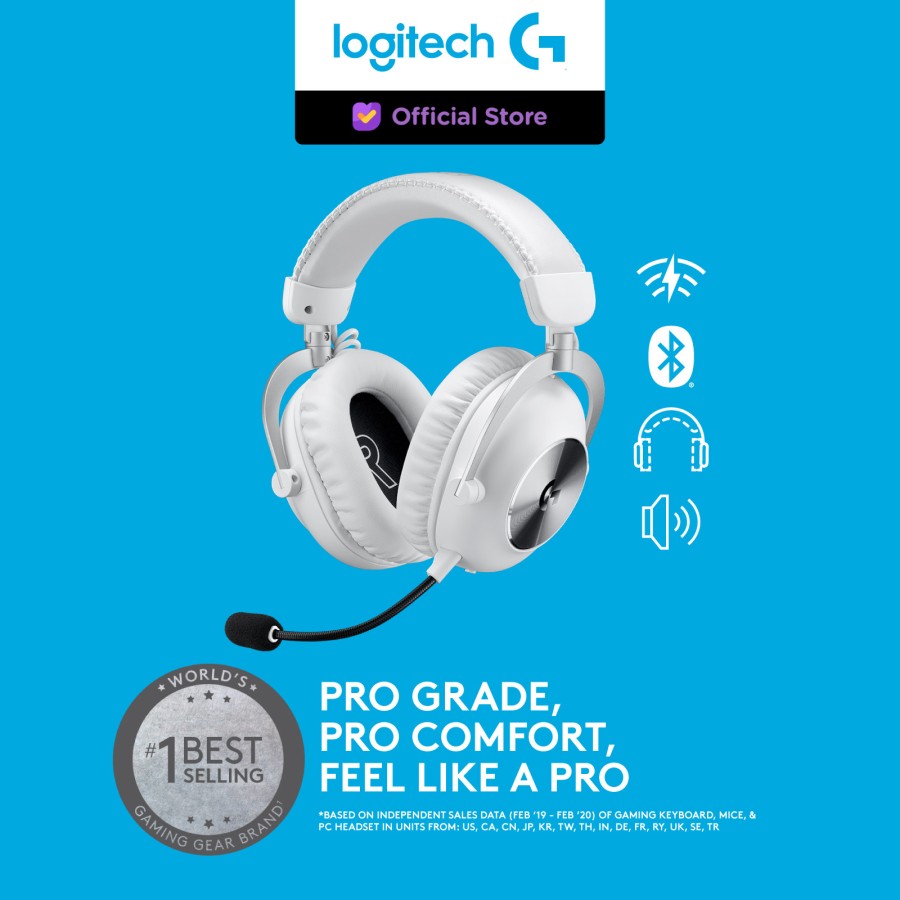 logitech G
Official Store
R
WORLD'S
#1 BEST
SELLING
GAMING GEAR BRAND¹
PRO GRADE,
PRO COMFORT,
FEEL LIKE A PRO
*BASED ON INDEPENDENT SALES DATA (FEB '19 - FEB '20) OF GAMING KEYBOARD, MICE, &
PC HEADSET IN UNITS FROM: US, CA, CN, JP, KR, TW, TH, IN, DE, FR, RY, UK, SE, TR